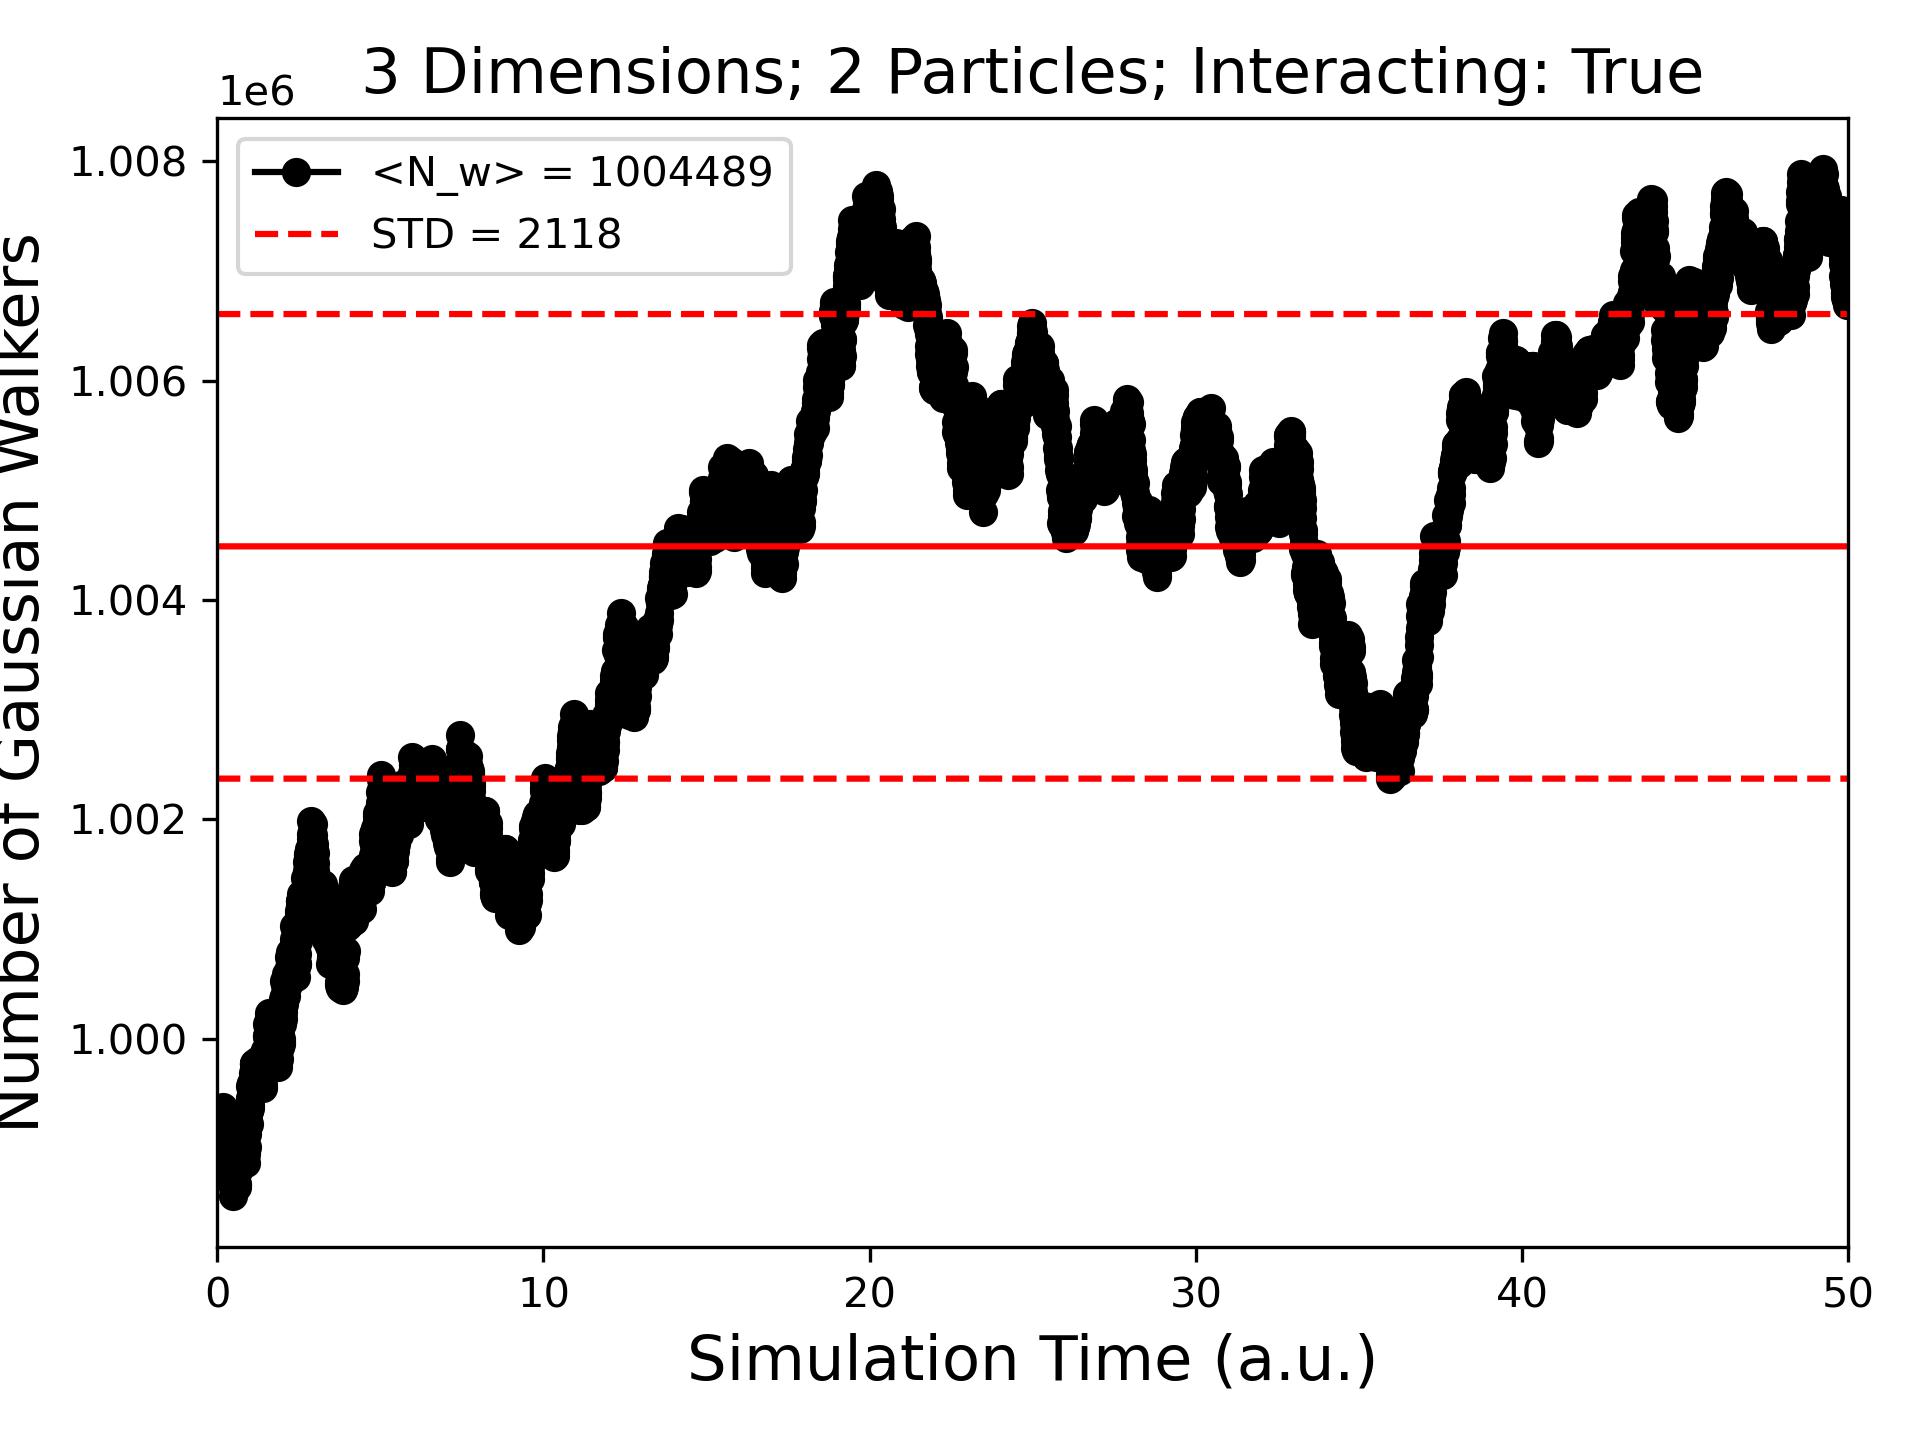 3 Dimensions; 2 Particles; Interacting: True
1e6
<N_w> = 1004489
STD = 2118
1.008
1.006
1.004
1.002
1.000
Number of Gaussian Walkers
0 10 20 30 40 50
Simulation Time (a.u.)